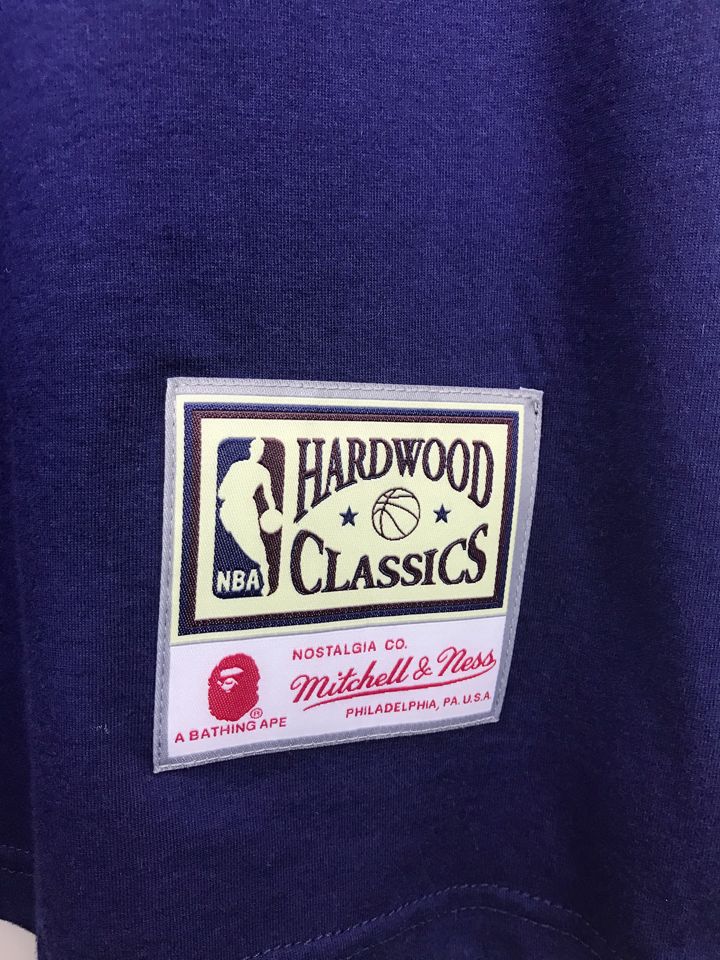 HARDWOOD
CLASSICS
NBA
NOSTALGIA CO.
Mitchell & Ness
PHILADELPHIA, PA. U.S.A
®
A BATHING APE